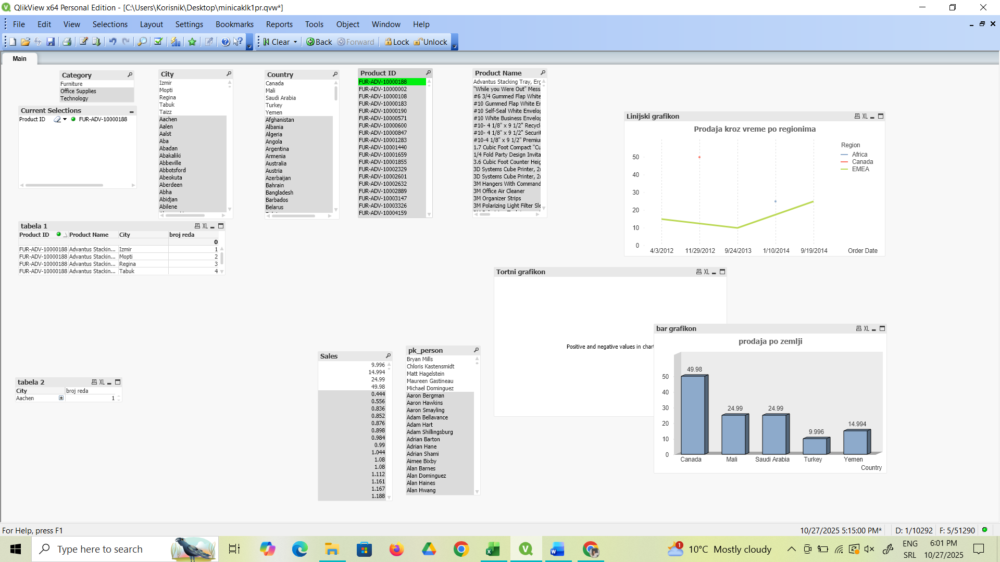 QlikView x64 Personal Edition - [C:\Users\Korisnik\Desktop\minicaklk1pr.qvw*]
File Edit View Selections Layout Settings Bookmarks Reports Tools Object Window Help
Clear Back Forward Lock Unlock
Main
Category
Furniture
Office Supplies
Technology
Current Selections
Product ID FUR-ADV-10000188
City
Izmir
Mopti
Regina
Tabuk
Taizz
Aachen
Aalen
Aalst
Aba
Abadan
Abakaliki
Abbeville
Abbotsford
Abeokuta
Aberdeen
Abha
Abidjan
Abilene
Country
Canada
Mali
Saudi Arabia
Turkey
Yemen
Afghanistan
Albania
Algeria
Angola
Argentina
Armenia
Australia
Austria
Azerbaijan
Bahrain
Bangladesh
Barbados
Belarus
Product ID
FUR-ADV-10000188
FUR-ADV-10000002
FUR-ADV-10000108
FUR-ADV-10000183
FUR-ADV-10000190
FUR-ADV-10000571
FUR-ADV-10000600
FUR-ADV-10000847
FUR-ADV-10001283
FUR-ADV-10001440
FUR-ADV-10001659
FUR-ADV-10001855
FUR-ADV-10002329
FUR-ADV-10002601
FUR-ADV-10002632
FUR-ADV-10002889
FUR-ADV-10003147
FUR-ADV-10003326
FUR-ADV-10004159
Product Name
Advantus Stacking Tray, Erg
"While you Were Out" Mess
#6 3/4 Gummed Flap White
#10 Gummed Flap White En
#10 Self-Seal White Envelop
#10 White Business Envelop
#10- 4 1/8" x 9 1/2" Recycl
#10- 4 1/8" x 9 1/2" Securit
#10-4 1/8" x 9 1/2" Premiu
1.7 Cubic Foot Compact "Cu
1/4 Fold Party Design Invita
3.6 Cubic Foot Counter Heig
3D Systems Cube Printer, 2n
3D Systems Cube Printer, 2n
3M Hangers With Command
3M Office Air Cleaner
3M Organizer Strips
3M Polarizing Light Filter Sle
Linijski grafikon XL
Prodaja kroz vreme po regionima
Region
Africa
Canada
EMEA
50
40
30
20
10
0
4/3/2012 11/29/2012 9/24/2013 1/10/2014 9/19/2014 Order Date
tabela 1 XL
Product ID Product Name City broj reda
0
FUR-ADV-10000188 Advantus Stackin... Izmir 1
FUR-ADV-10000188 Advantus Stackin... Mopti 2
FUR-ADV-10000188 Advantus Stackin... Regina 3
FUR-ADV-10000188 Advantus Stackin... Tabuk 4
Tortni grafikon XL
Positive and negative values in chart
bar grafikon XL
prodaja po zemlji
50
40
30
20
10
0
49.98
24.99
24.99
9.996
14.994
Canada Mali Saudi Arabia Turkey Yemen
Country
Sales
9.996
14.994
24.99
49.98
0.444
0.556
0.836
0.852
0.876
0.898
0.984
0.99
1.044
1.08
1.08
1.112
1.161
1.167
1.188
pk_person
Bryan Mills
Chloris Kastensmidt
Matt Hagelstein
Maureen Gastineau
Michael Dominguez
Aaron Bergman
Aaron Hawkins
Aaron Smayling
Adam Bellavance
Adam Hart
Adam Shillingsburg
Adrian Barton
Adrian Hane
Adrian Shami
Aimee Bixby
Alan Barnes
Alan Dominguez
Alan Haines
Alan Hwang
tabela 2 XL
City broj reda
Aachen 1
For Help, press F1
10/27/2025 5:15:00 PM* D: 1/10292 F: 5/51290
Type here to search
1
10°C Mostly cloudy
ENG
SRL
6:01 PM
10/27/2025